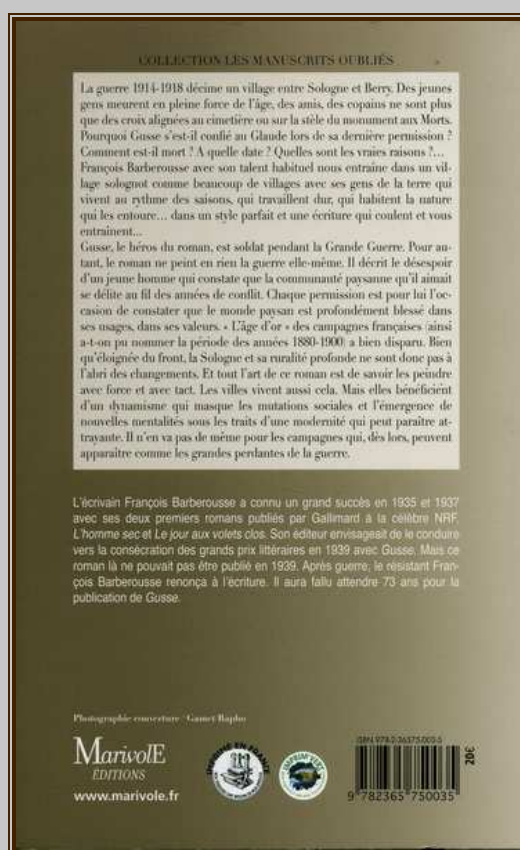 COLLECTION LES MANUSCRITS OUBLIÉS
La guerre 1914-1918 décime un village entre Sologne et Berry. Des jeunes
gens meurent en pleine force de l'âge, des amis, des copains ne sont plus
que des croix alignées au cimetière ou sur la stèle du monument aux Morts.
Pourquoi Gusse s'est-il confié au Glaude lors de sa dernière permission ?
Comment est-il mort ? A quelle date ? Quelles sont les vraies raisons ?...
François Barberousse avec son talent habituel nous entraine dans un vil-
lage solognot comme beaucoup de villages avec ses gens de la terre qui
vivent au rythme des saisons, qui travaillent dur, qui habitent la nature
qui les entoure... dans un style parfait et une écriture qui coulent et vous
entrainent...
Gusse, le héros du roman, est soldat pendant la Grande Guerre. Pour au-
tant, le roman ne peint en rien la guerre elle-même. Il décrit le désespoir
d'un jeune homme qui constate que la communauté paysanne qu'il aimait
se délite au fil des années de conflit. Chaque permission est pour lui l'oc-
casion de constater que le monde paysan est profondément blessé dans
ses usages, dans ses valeurs. « L'âge d'or » des campagnes françaises (ainsi
a-t-on pu nommer la période des années 1880-1900) a bien disparu. Bien
qu'éloignée du front, la Sologne et sa ruralité profonde ne sont donc pas à
l'abri des changements. Et tout l'art de ce roman est de savoir les peindre
avec force et avec tact. Les villes vivent aussi cela. Mais elles bénéficient
d'un dynamisme qui masque les mutations sociales et l'émergence de
nouvelles mentalités sous les traits d'une modernité qui peut paraître at-
trayante. Il n'en va pas de même pour les campagnes qui, dès lors, peuvent
apparaître comme les grandes perdantes de la guerre.
L'écrivain François Barberousse a connu un grand succès en 1935 et 1937
avec ses deux premiers romans publiés par Gallimard à la célèbre NRF,
L'homme sec et Le jour aux volets clos. Son éditeur envisageait de le conduire
vers la consécration des grands prix littéraires en 1939 avec Gusse. Mais ce
roman là ne pouvait pas être publié en 1939. Après guerre, le résistant Fran-
çois Barberousse renonça à l'écriture. Il aura fallu attendre 73 ans pour la
publication de Gusse.
Photographie couverture : Gamet/Rapho
MarivolE
ÉDITIONS
www.marivole.fr
IMPRIMÉ EN FRANCE
IMPRIM'VERT
ISBN 978-2-36575-003-5
9 782365 750035
20€